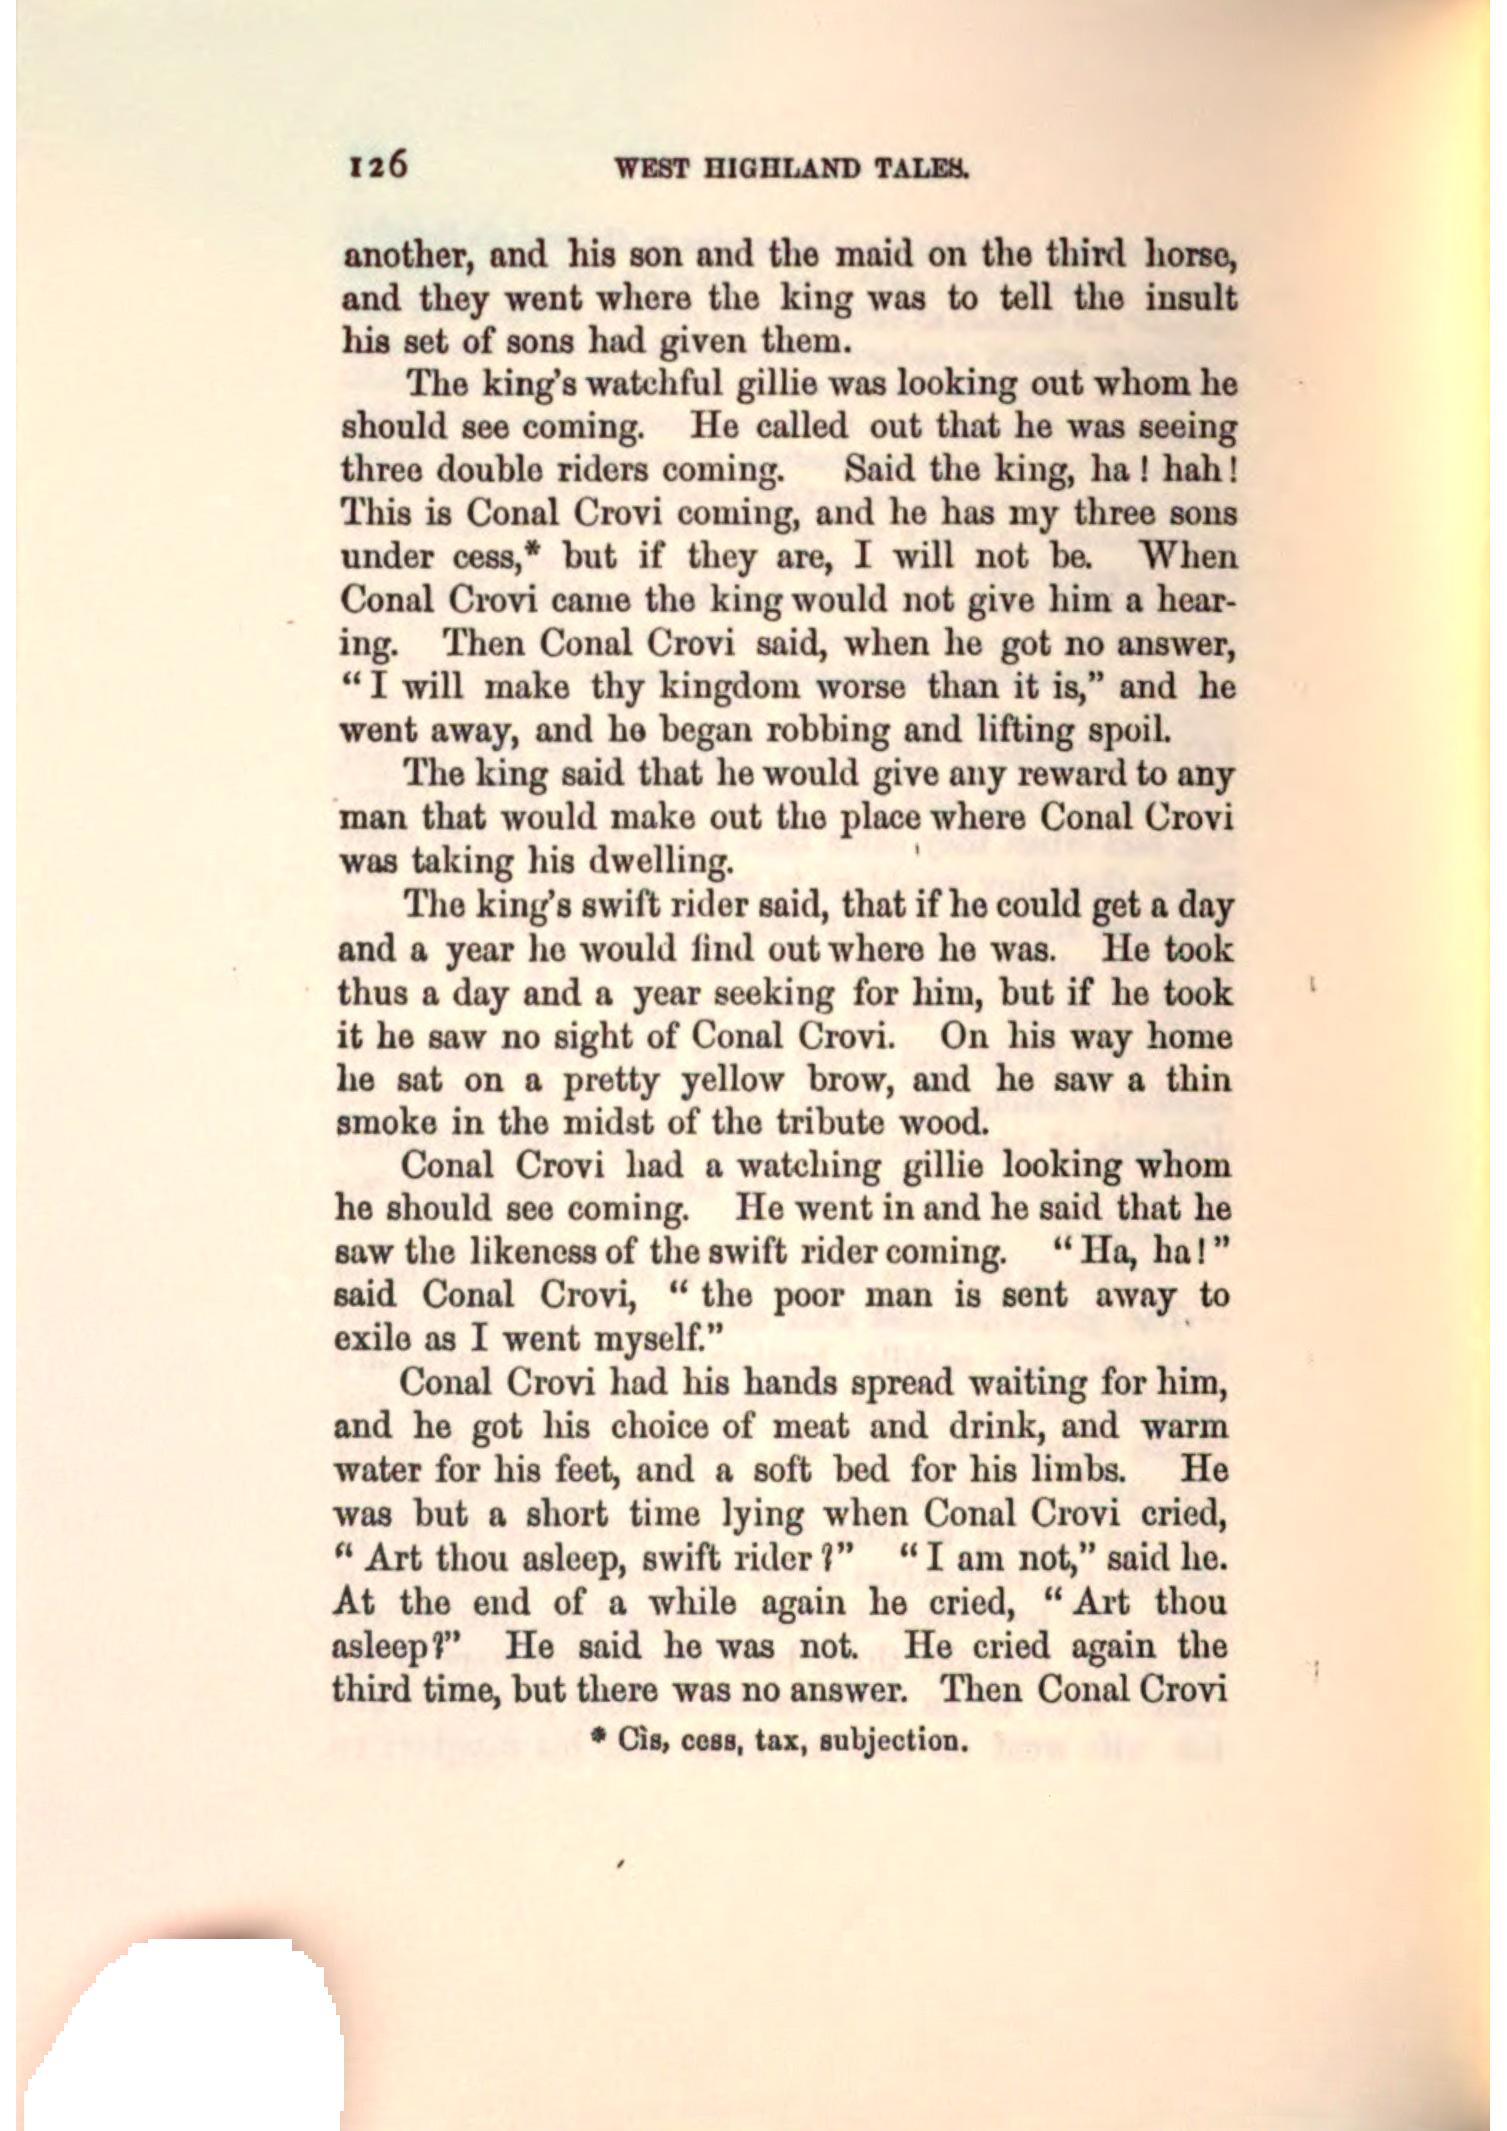 126 WEST HIGHLAND TALES.
another, and his son and the maid on the third horse,
and they went where the king was to tell the insult
his set of sons had given them.
The king's watchful gillie was looking out whom he
should see coming. He called out that he was seeing
three double riders coming. Said the king, ha! hah!
This is Conal Crovi coming, and he has my three sons
under cess,* but if they are, I will not be. When
Conal Crovi came the king would not give him a hear-
ing. Then Conal Crovi said, when he got no answer,
“I will make thy kingdom worse than it is,” and he
went away, and he began robbing and lifting spoil.
The king said that he would give any reward to any
man that would make out the place where Conal Crovi
was taking his dwelling.
The king's swift rider said, that if he could get a day
and a year he would find out where he was. He took
thus a day and a year seeking for him, but if he took
it he saw no sight of Conal Crovi. On his way home
he sat on a pretty yellow brow, and he saw a thin
smoke in the midst of the tribute wood.
Conal Crovi had a watching gillie looking whom
he should see coming. He went in and he said that he
saw the likeness of the swift rider coming. “Ha, ha!”
said Conal Crovi, “the poor man is sent away to
exile as I went myself.”
Conal Crovi had his hands spread waiting for him,
and he got his choice of meat and drink, and warm
water for his feet, and a soft bed for his limbs. He
was but a short time lying when Conal Crovi cried,
“Art thou asleep, swift rider?” “I am not,” said he.
At the end of a while again he cried, “Art thou
asleep?” He said he was not. He cried again the
third time, but there was no answer. Then Conal Crovi
* Cìs, cess, tax, subjection.